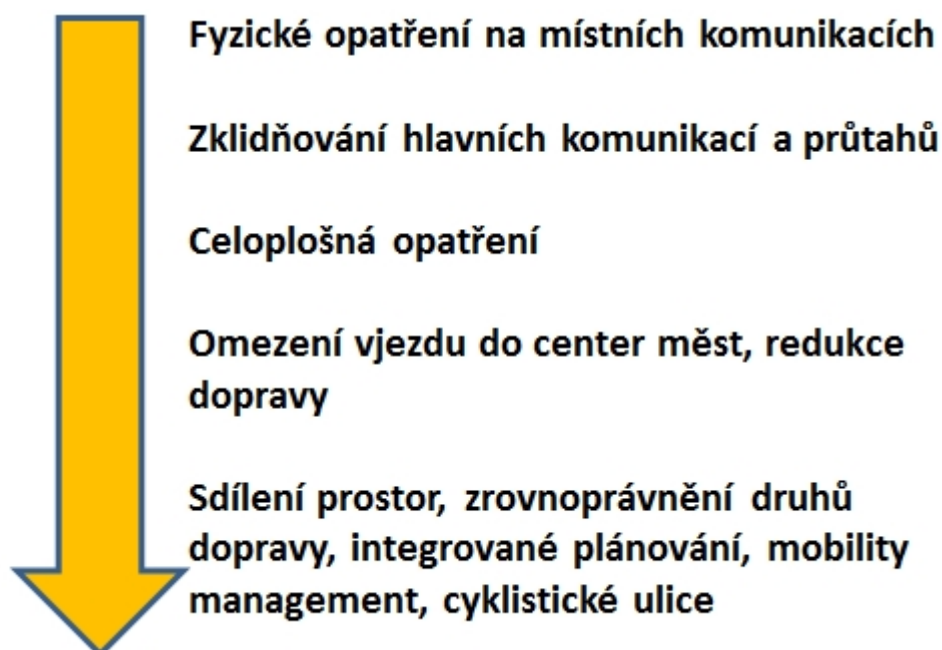 Fyzické opatření na místních komunikacích
Zklidňování hlavních komunikací a průtahů
Celoplošná opatření
Omezení vjezdu do center měst, redukce
dopravy
Sdílení prostor, zrovnoprávnění druhů
dopravy, integrované plánování, mobility
management, cyklistické ulice